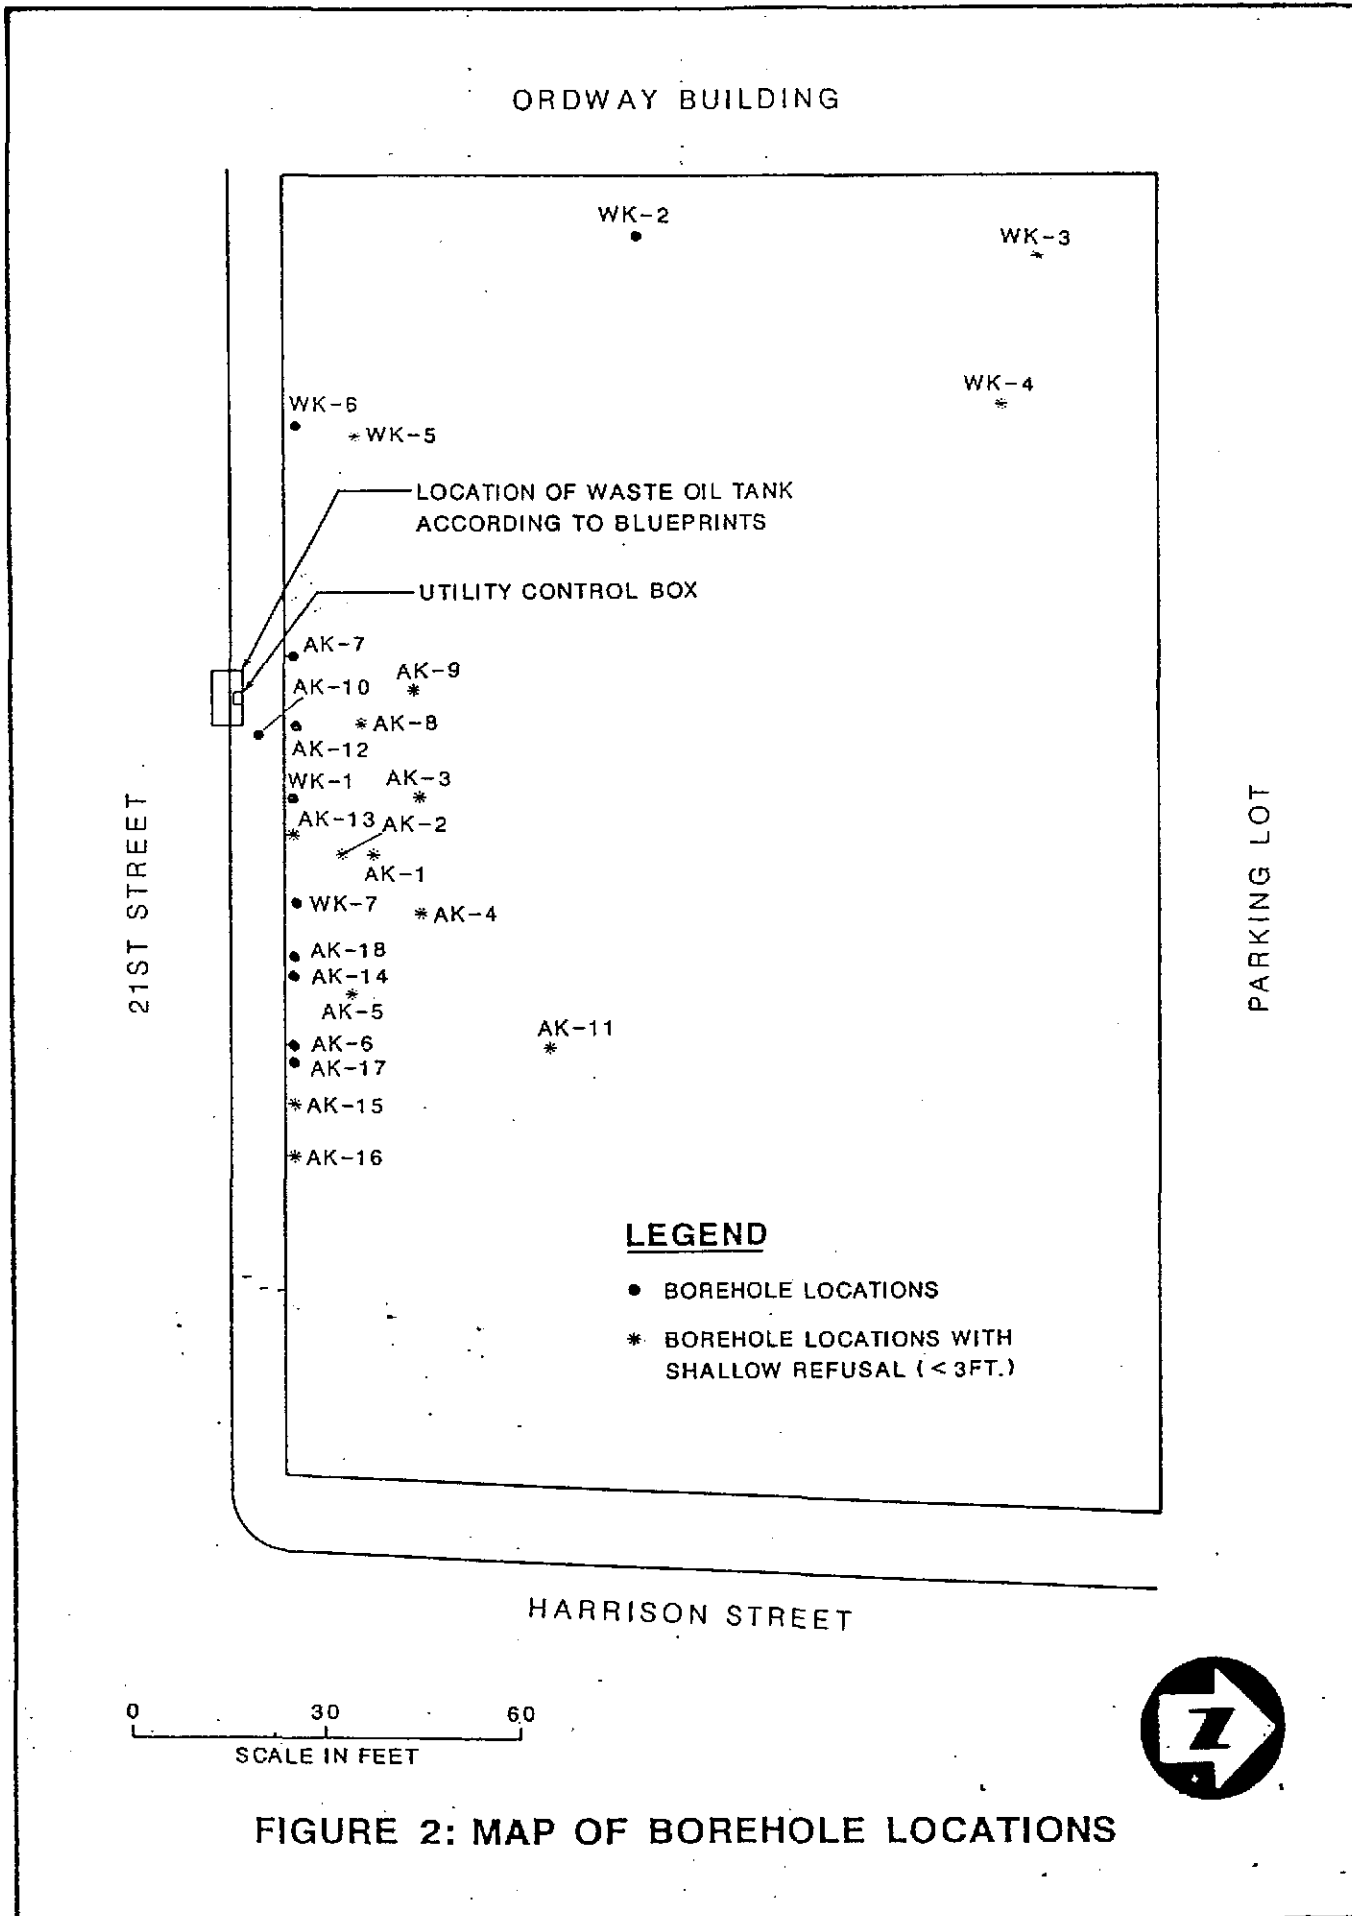 ORDWAY BUILDING
WK-2
WK-3
WK-4
WK-6
WK-5
LOCATION OF WASTE OIL TANK
ACCORDING TO BLUEPRINTS
UTILITY CONTROL BOX
AK-7
AK-9
AK-10
AK-8
AK-12
WK-1
AK-3
AK-13
AK-2
AK-1
WK-7
AK-4
AK-18
AK-14
AK-5
AK-11
AK-6
AK-17
AK-15
AK-16
21ST STREET
PARKING LOT
LEGEND
● BOREHOLE LOCATIONS
* BOREHOLE LOCATIONS WITH
SHALLOW REFUSAL (<3FT.)
HARRISON STREET
0 30 60
SCALE IN FEET
Z
FIGURE 2: MAP OF BOREHOLE LOCATIONS